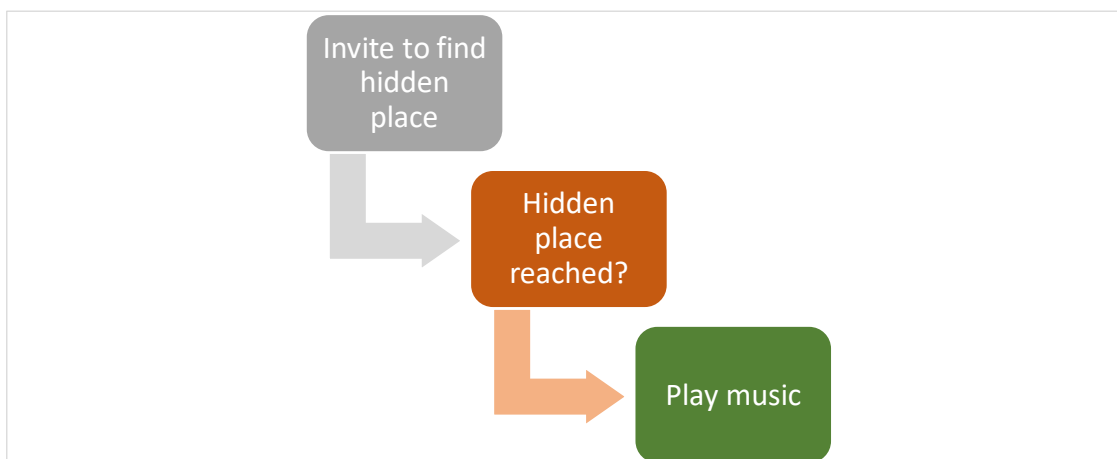 Invite to find
hidden
place
Hidden
place
reached?
Play music